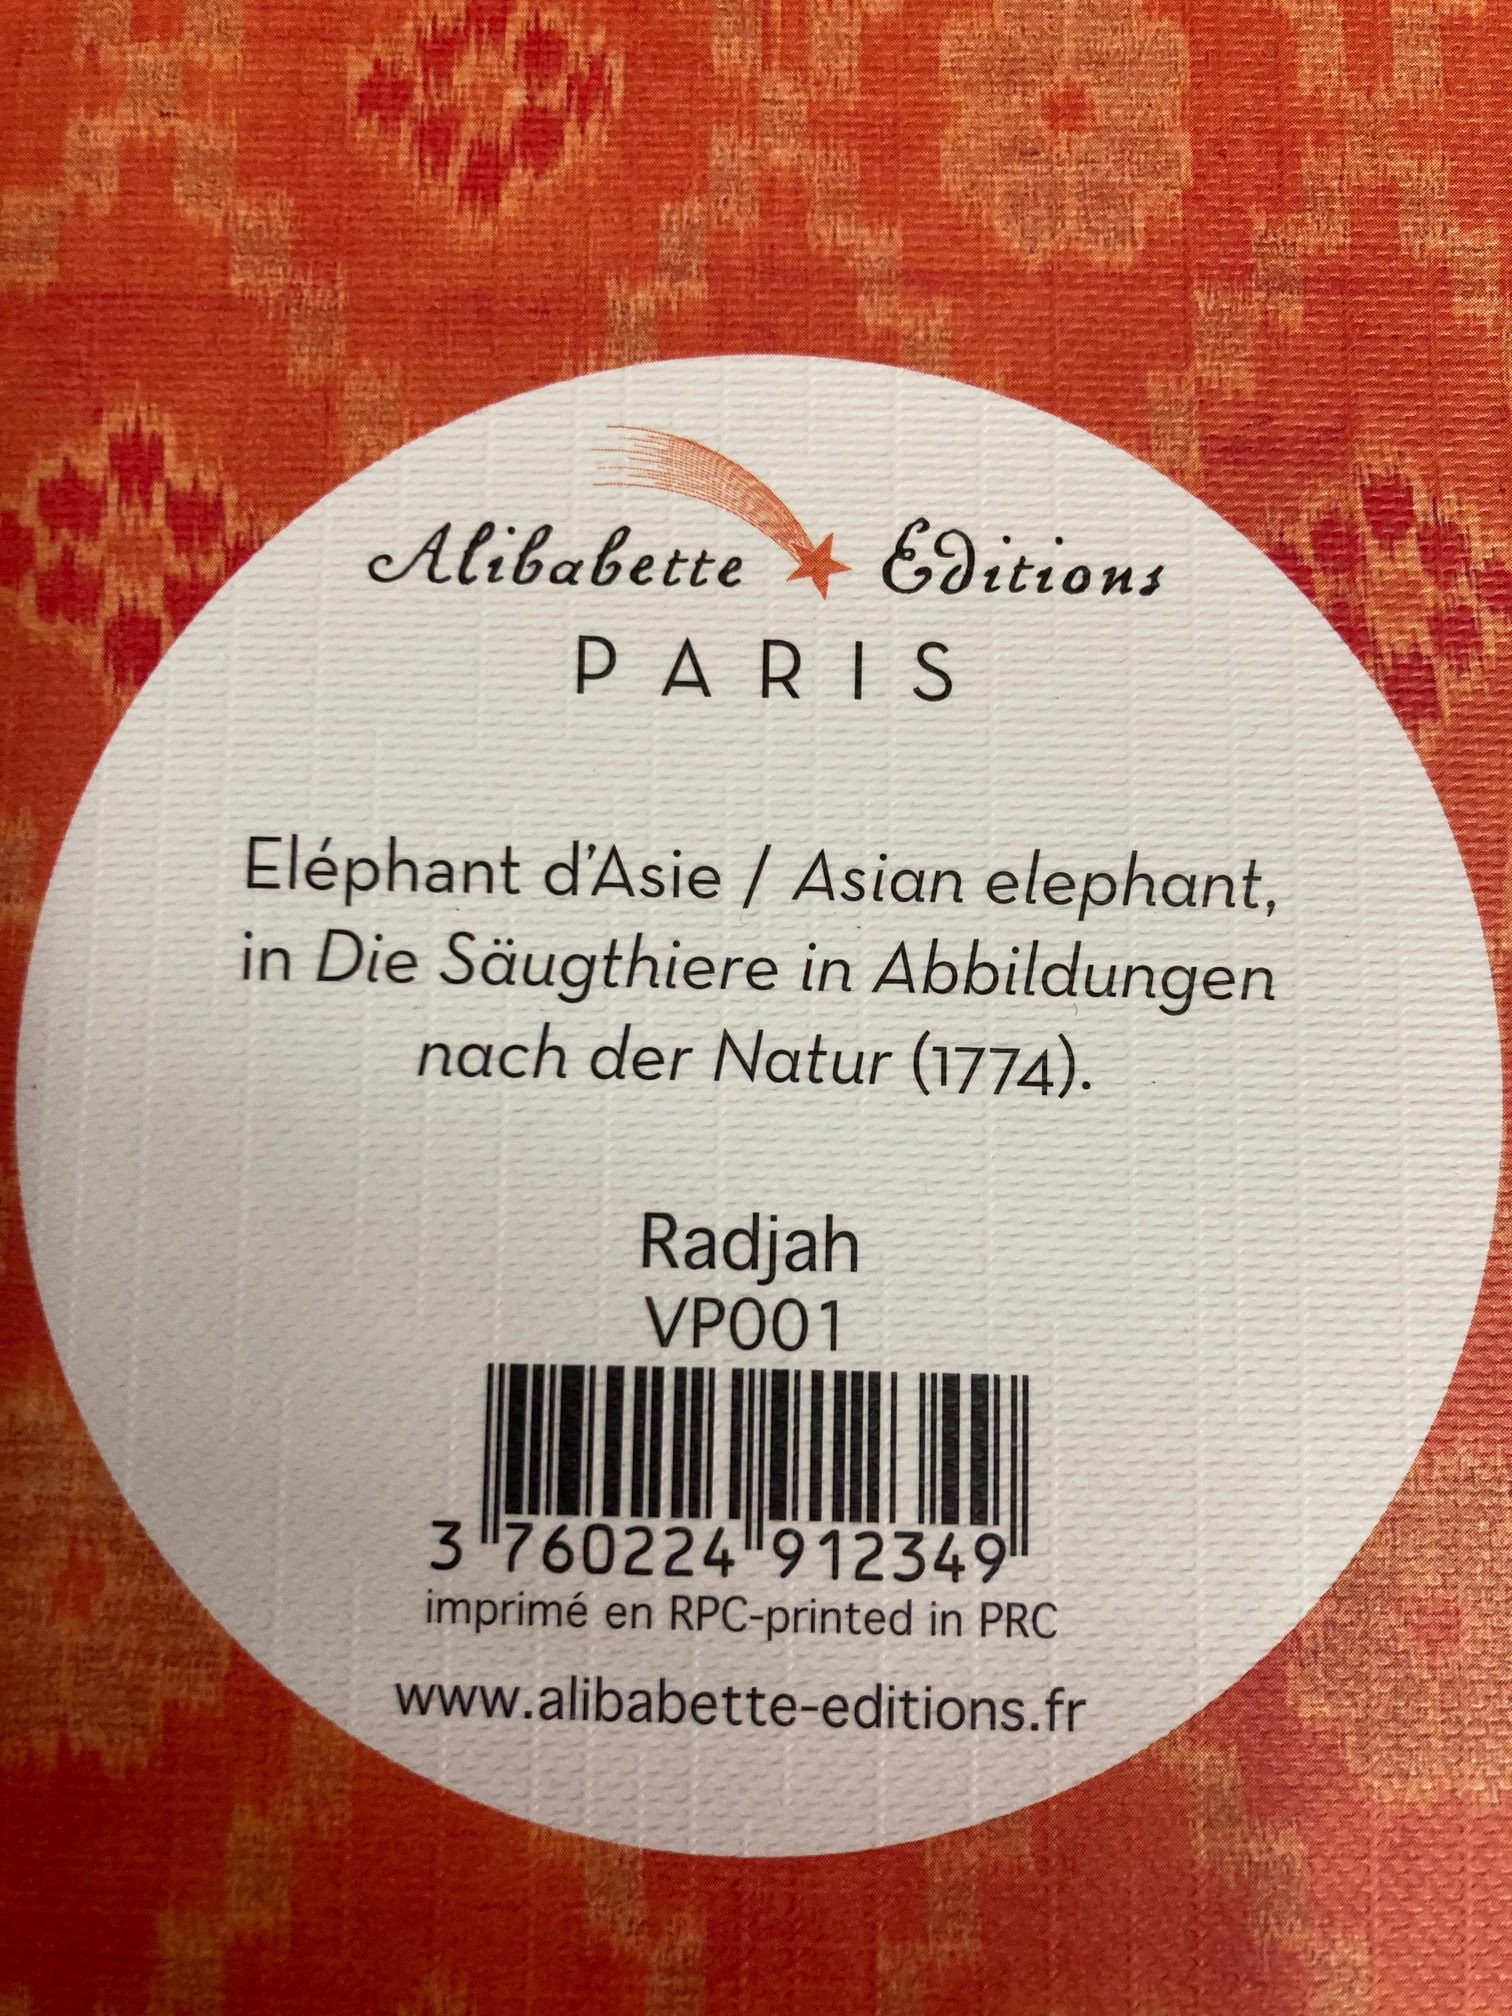 Alibabette Editions
PARIS
Eléphant d'Asie / Asian elephant,
in Die Säugthiere in Abbildungen
nach der Natur (1774).
Radjah
VP001
3 760224 912349
imprimé en RPC-printed in PRC
www.alibabette-editions.fr